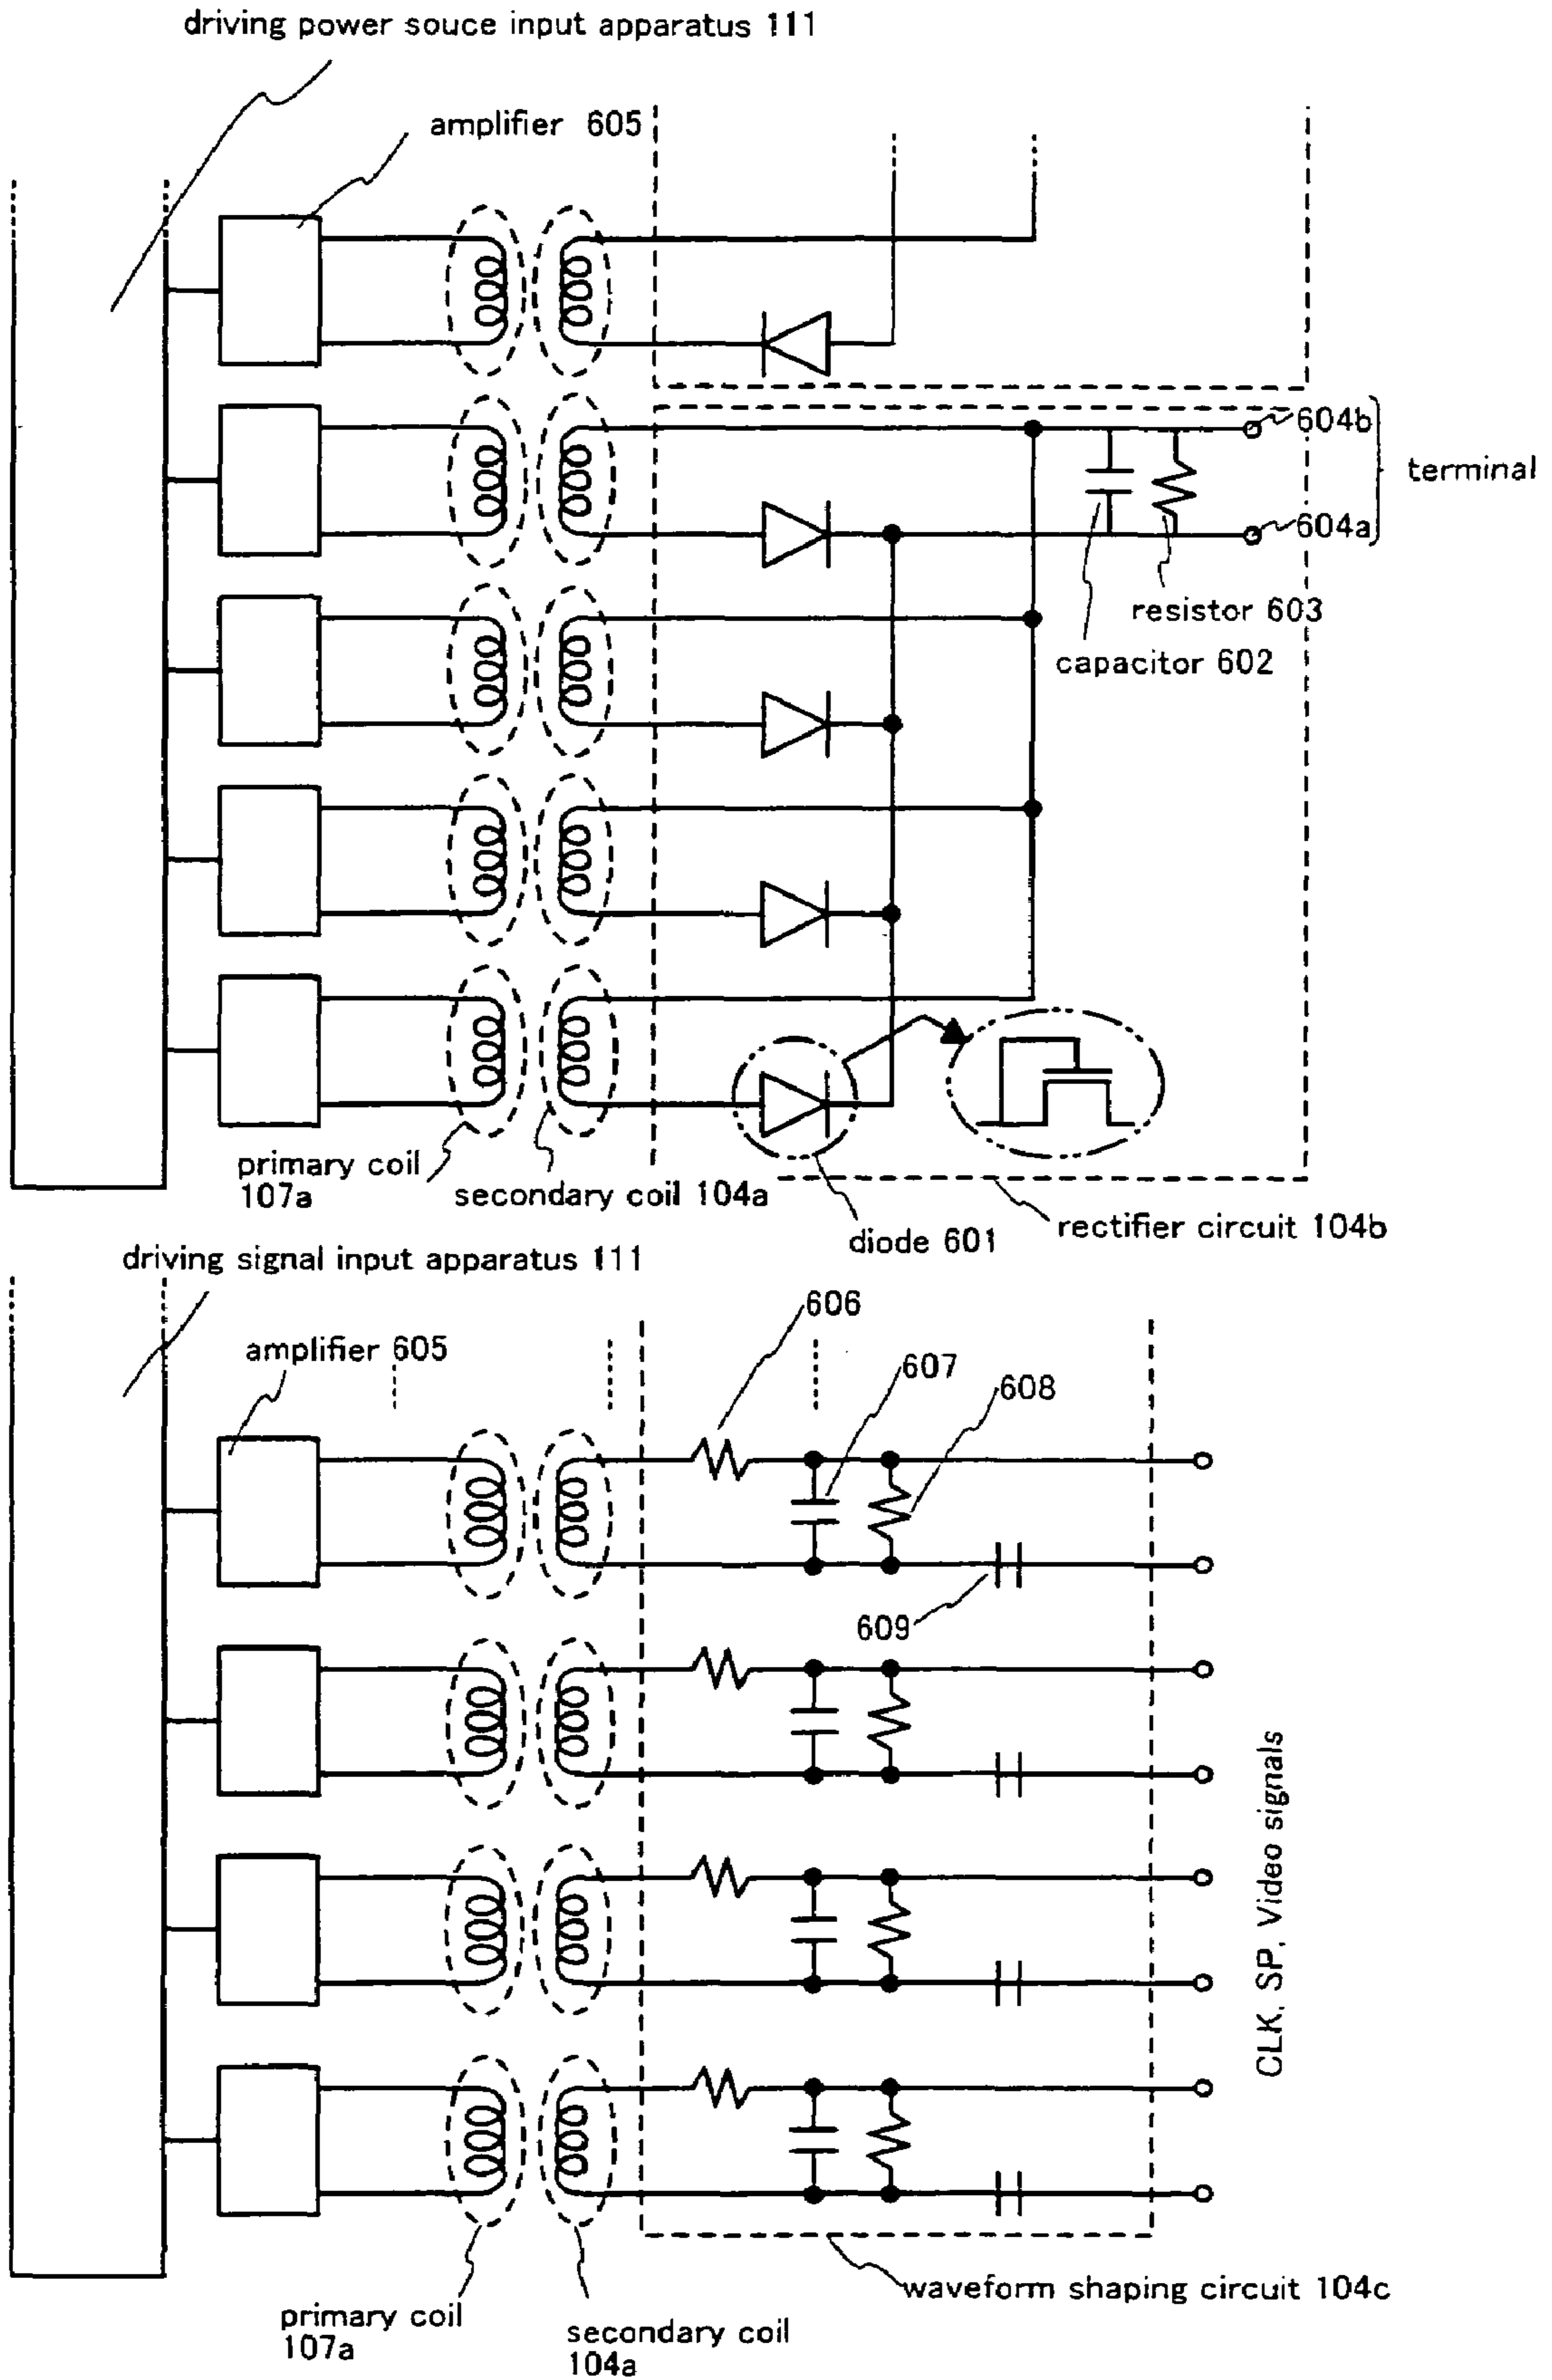 driving power souce input apparatus 111
amplifier 605
604b
terminal
604a
resistor 603
capacitor 602
primary coil
107a
secondary coil 104a
diode 601
rectifier circuit 104b
driving signal input apparatus 111
606
amplifier 605
607
608
609
CLK, SP, Video signals
waveform shaping circuit 104c
primary coil
107a
secondary coil
104a